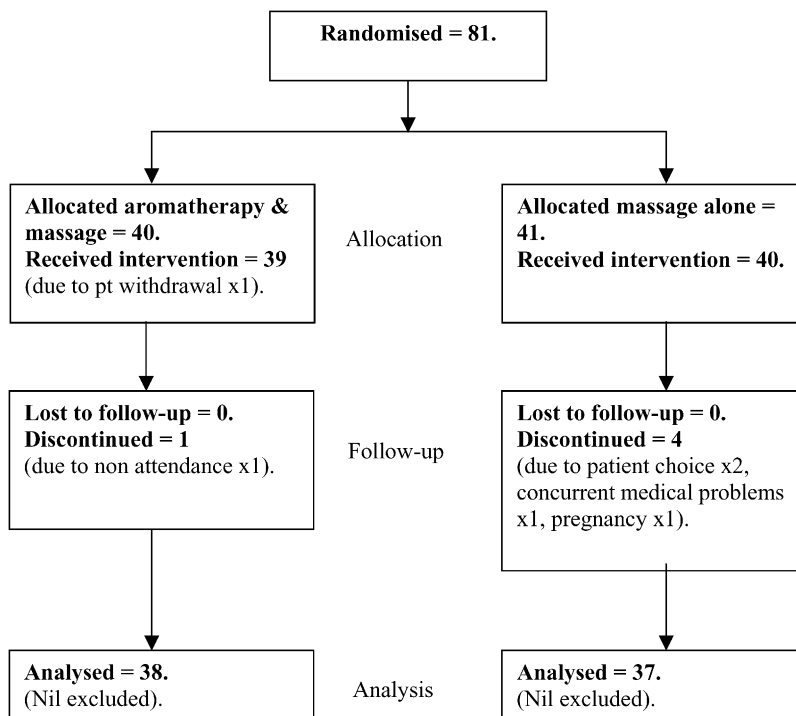 Randomised = 81.
Allocated aromatherapy &
massage = 40.
Received intervention = 39
(due to pt withdrawal x1).
Allocation
Allocated massage alone =
41.
Received intervention = 40.
Lost to follow-up = 0.
Discontinued = 1
(due to non attendance x1).
Follow-up
Lost to follow-up = 0.
Discontinued = 4
(due to patient choice x2,
concurrent medical problems
x1, pregnancy x1).
Analysed = 38.
(Nil excluded).
Analysis
Analysed = 37.
(Nil excluded).